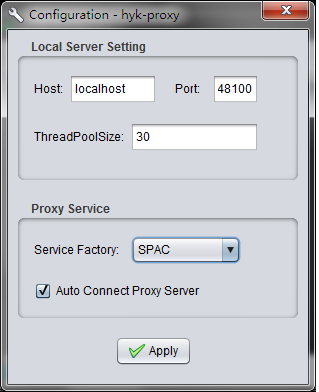 Configuration - hyk-proxy
Local Server Setting
Host: localhost Port: 48100
ThreadPoolSize: 30
Proxy Service
Service Factory: SPAC
Auto Connect Proxy Server
Apply